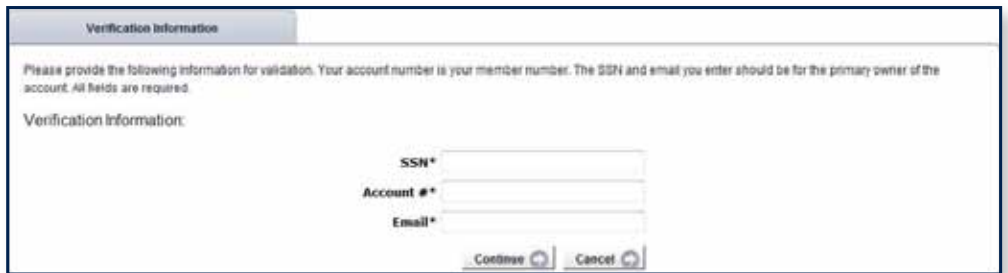 Verification Information
Please provide the following information for validation. Your account number is your member number. The SSN and email you enter should be for the primary owner of the
account. All fields are required.
Verification Information:
SSN*
Account #*
Email*
Continue Cancel